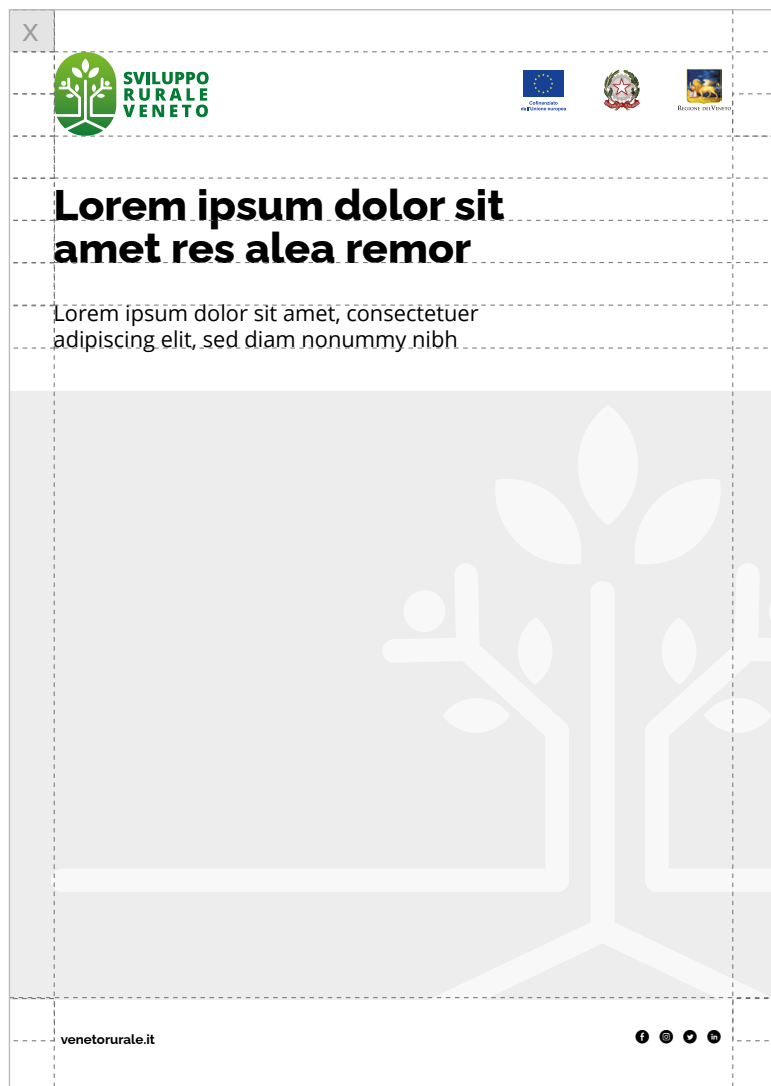 X
SVILUPPO
RURALE
VENETO
Cofinanziato
dall'Unione europea
REGIONE DEL VENETO
Lorem ipsum dolor sit
amet res alea remor
Lorem ipsum dolor sit amet, consectetuer
adipiscing elit, sed diam nonummy nibh
venetorurale.it